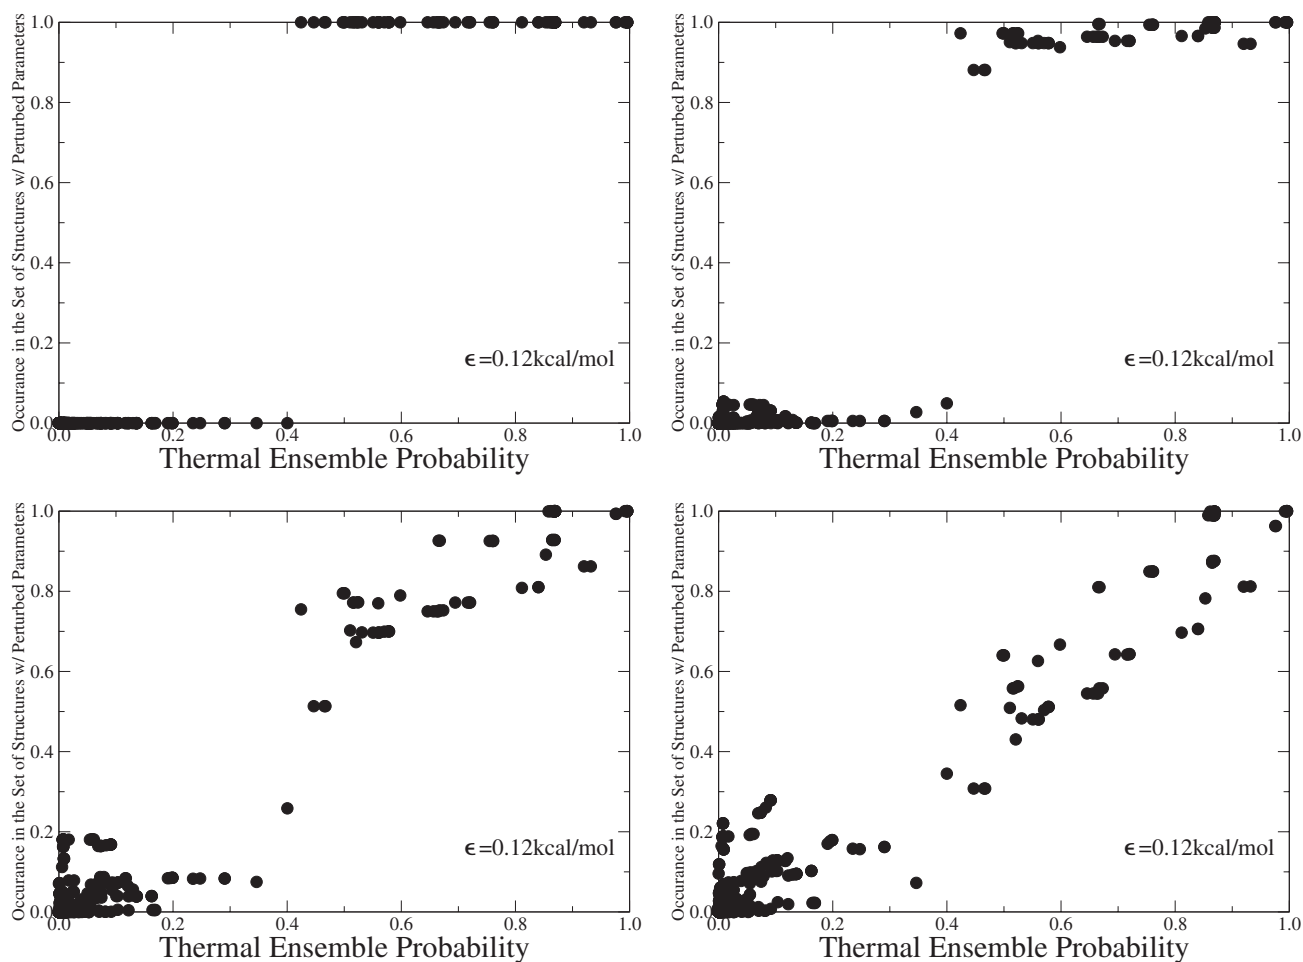 Occurance in the Set of Structures w/ Perturbed Parameters
1.0
0.8
0.6
0.4
0.2
0.0
ϵ=0.12kcal/mol
0.0 0.2 0.4 0.6 0.8 1.0
Thermal Ensemble Probability
Occurance in the Set of Structures w/ Perturbed Parameters
1.0
0.8
0.6
0.4
0.2
0.0
ϵ=0.12kcal/mol
0.0 0.2 0.4 0.6 0.8 1.0
Thermal Ensemble Probability
Occurance in the Set of Structures w/ Perturbed Parameters
1.0
0.8
0.6
0.4
0.2
0.0
ϵ=0.12kcal/mol
0.0 0.2 0.4 0.6 0.8 1.0
Thermal Ensemble Probability
Occurance in the Set of Structures w/ Perturbed Parameters
1.0
0.8
0.6
0.4
0.2
0.0
ϵ=0.12kcal/mol
0.0 0.2 0.4 0.6 0.8 1.0
Thermal Ensemble Probability